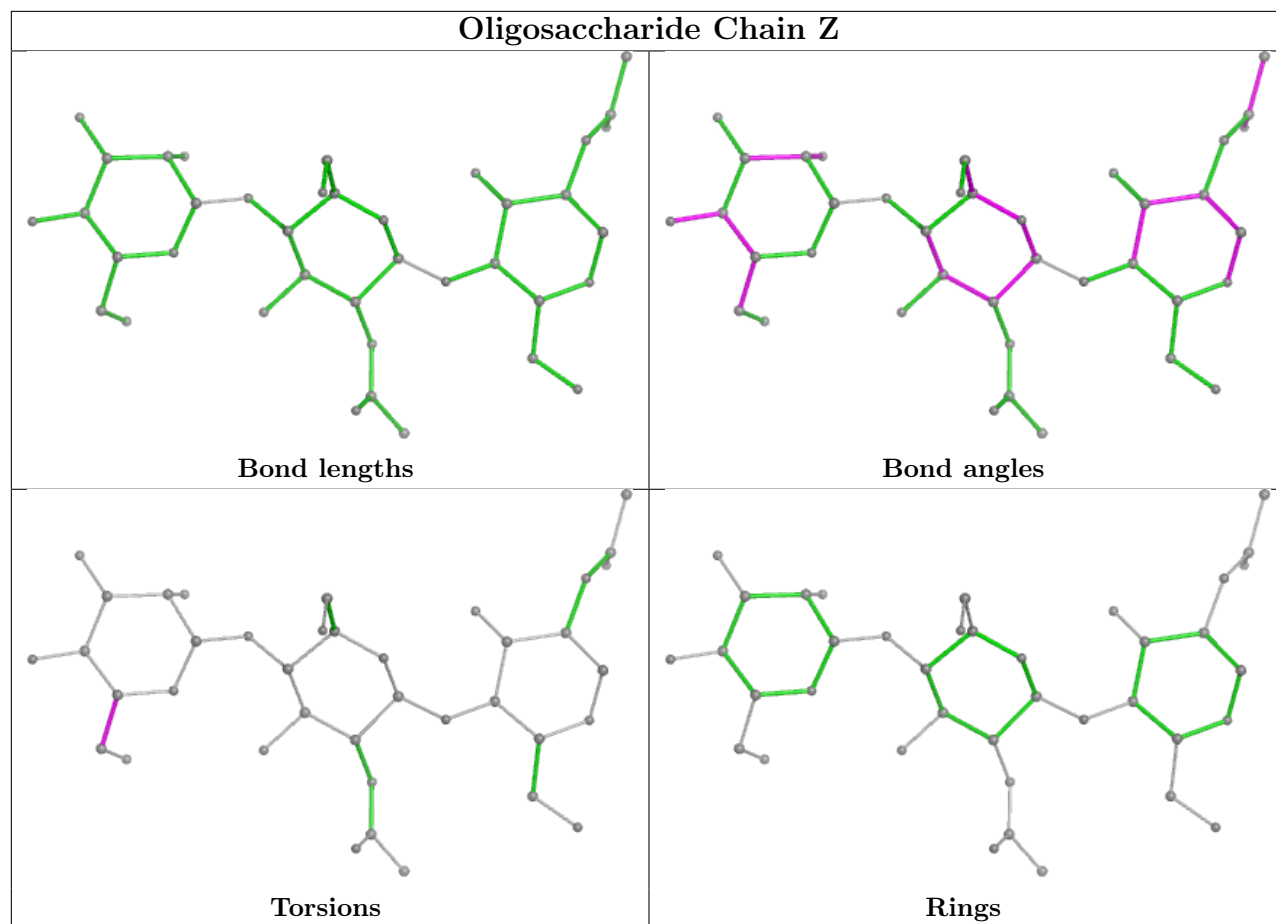 Oligosaccharide Chain Z
Bond lengths
Bond angles
Torsions
Rings